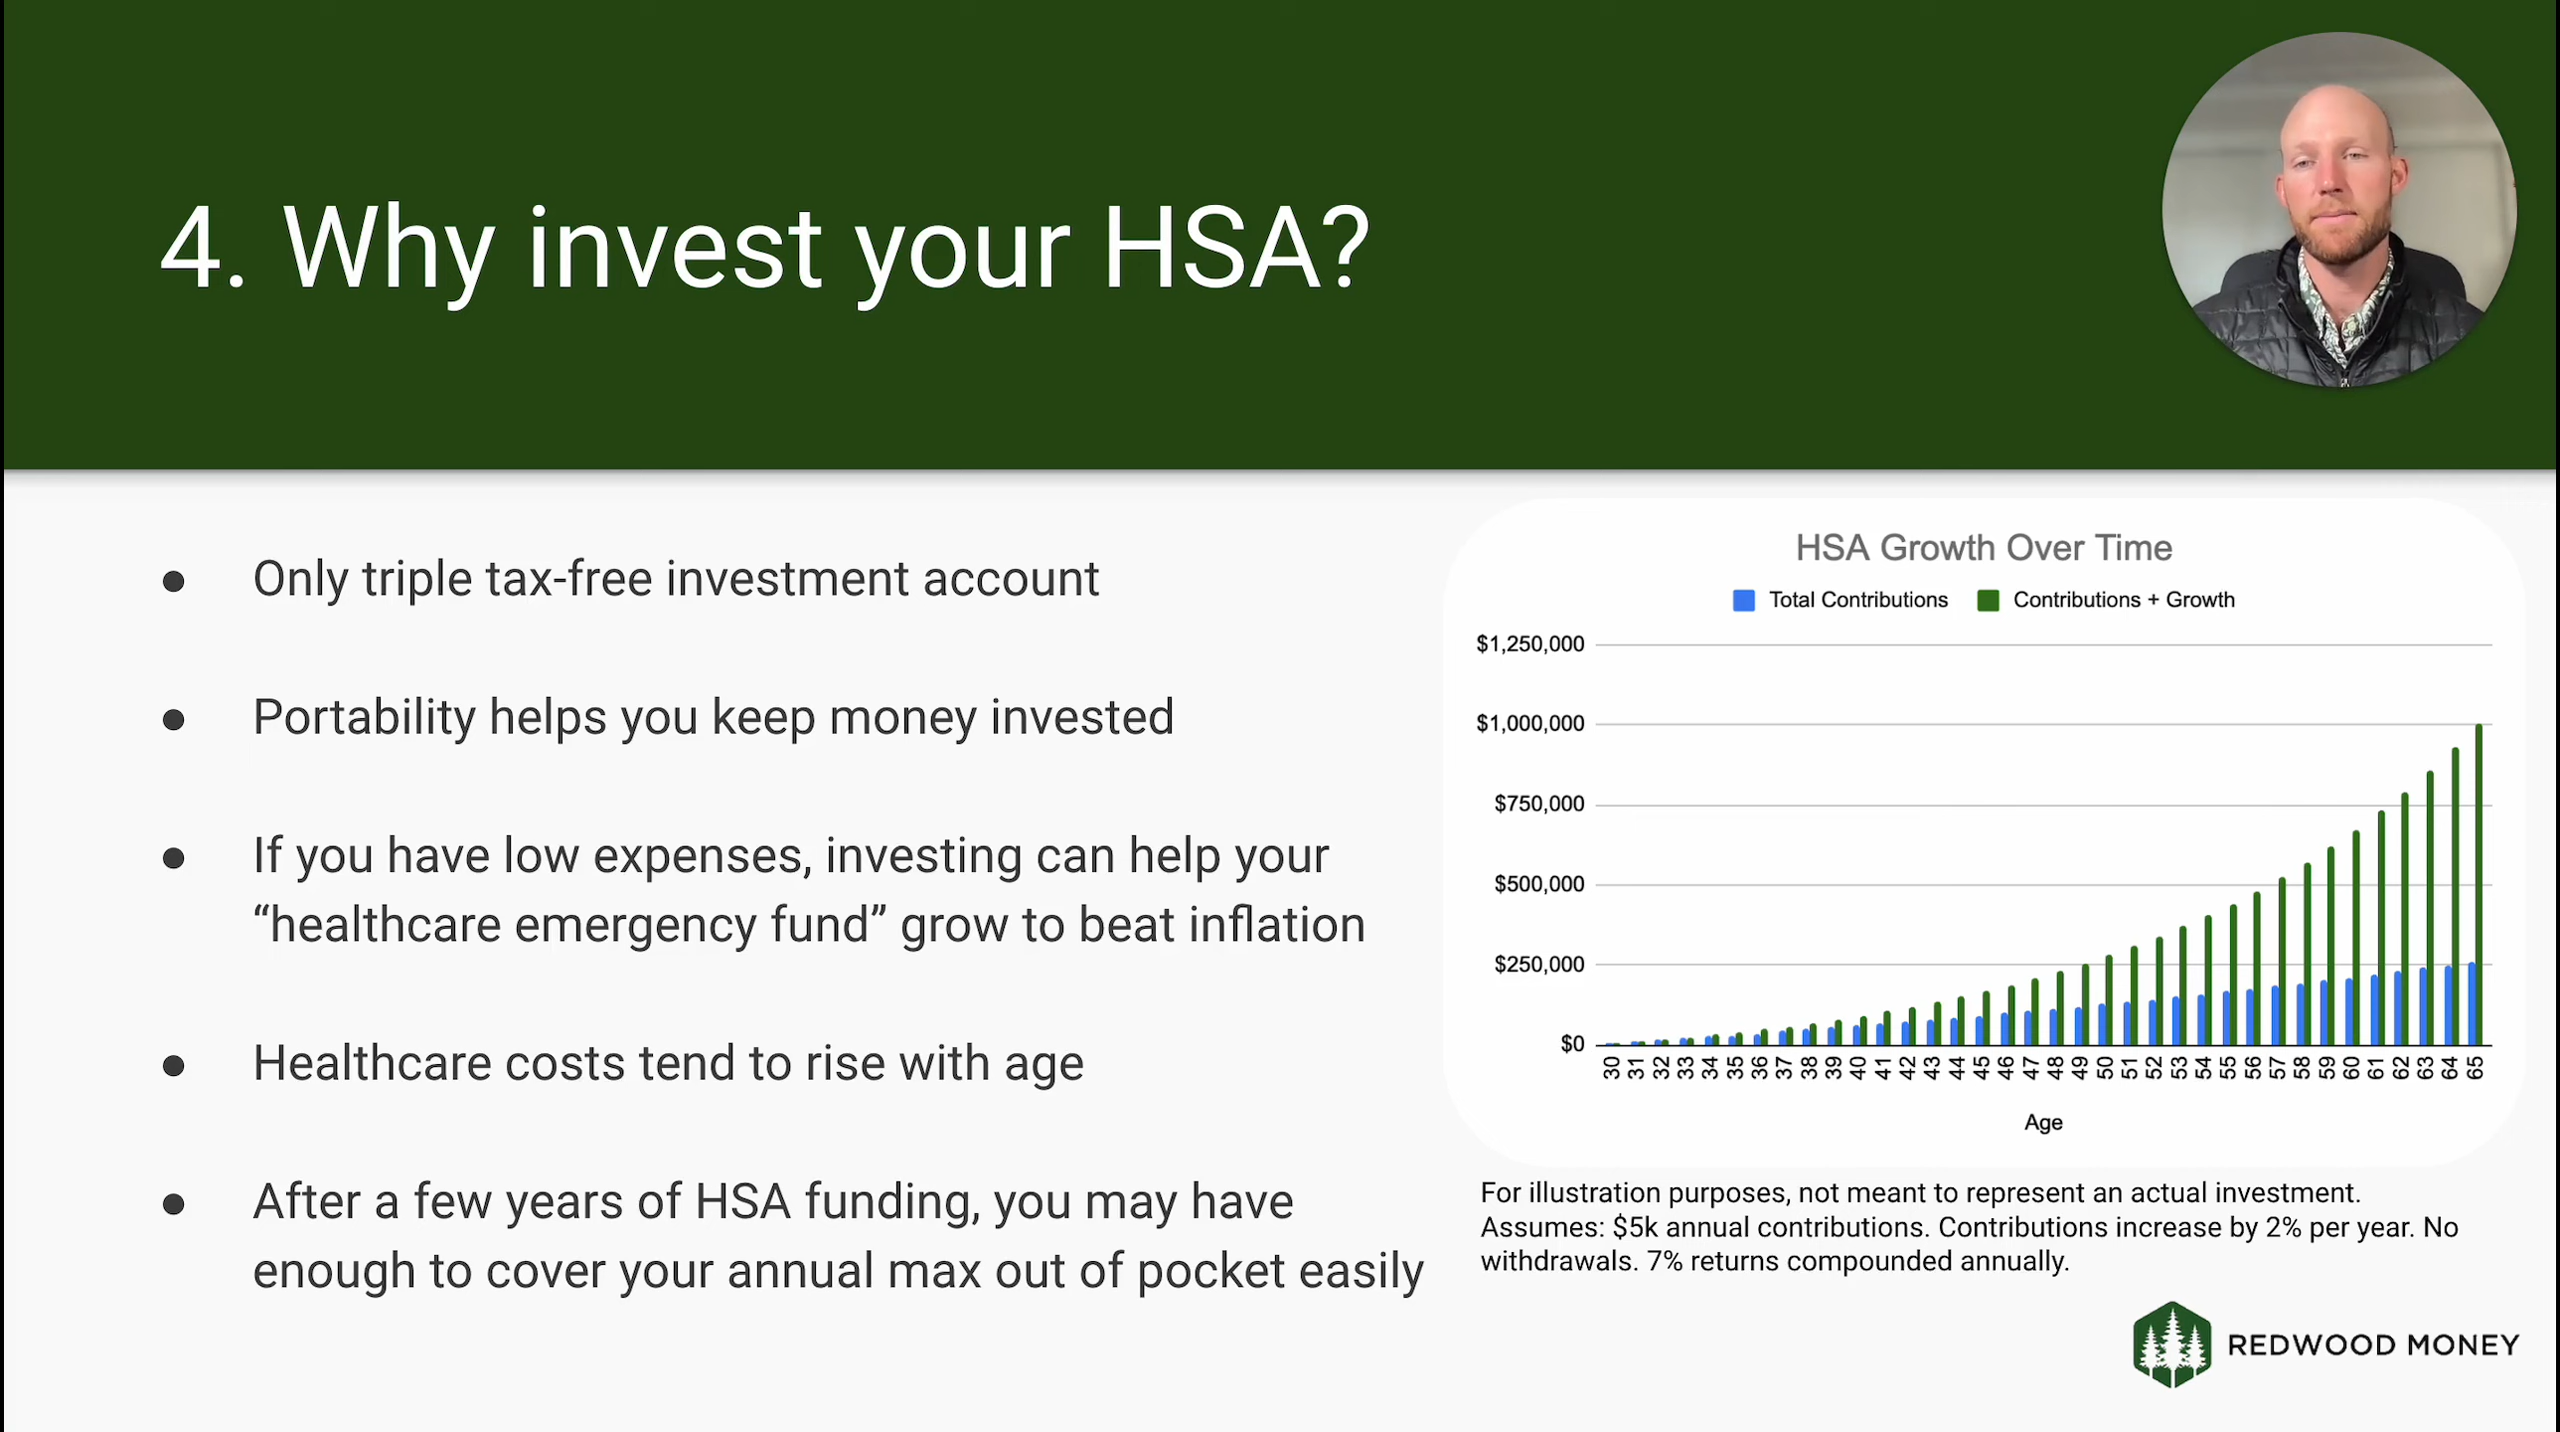 4. Why invest your HSA?
● Only triple tax-free investment account
● Portability helps you keep money invested
● If you have low expenses, investing can help your
“healthcare emergency fund” grow to beat inflation
● Healthcare costs tend to rise with age
● After a few years of HSA funding, you may have
enough to cover your annual max out of pocket easily
HSA Growth Over Time
Total Contributions Contributions + Growth
$1,250,000
$1,000,000
$750,000
$500,000
$250,000
$0
30 31 32 33 34 35 36 37 38 39 40 41 42 43 44 45 46 47 48 49 50 51 52 53 54 55 56 57 58 59 60 61 62 63 64 65
Age
For illustration purposes, not meant to represent an actual investment.
Assumes: $5k annual contributions. Contributions increase by 2% per year. No
withdrawals. 7% returns compounded annually.
REDWOOD MONEY